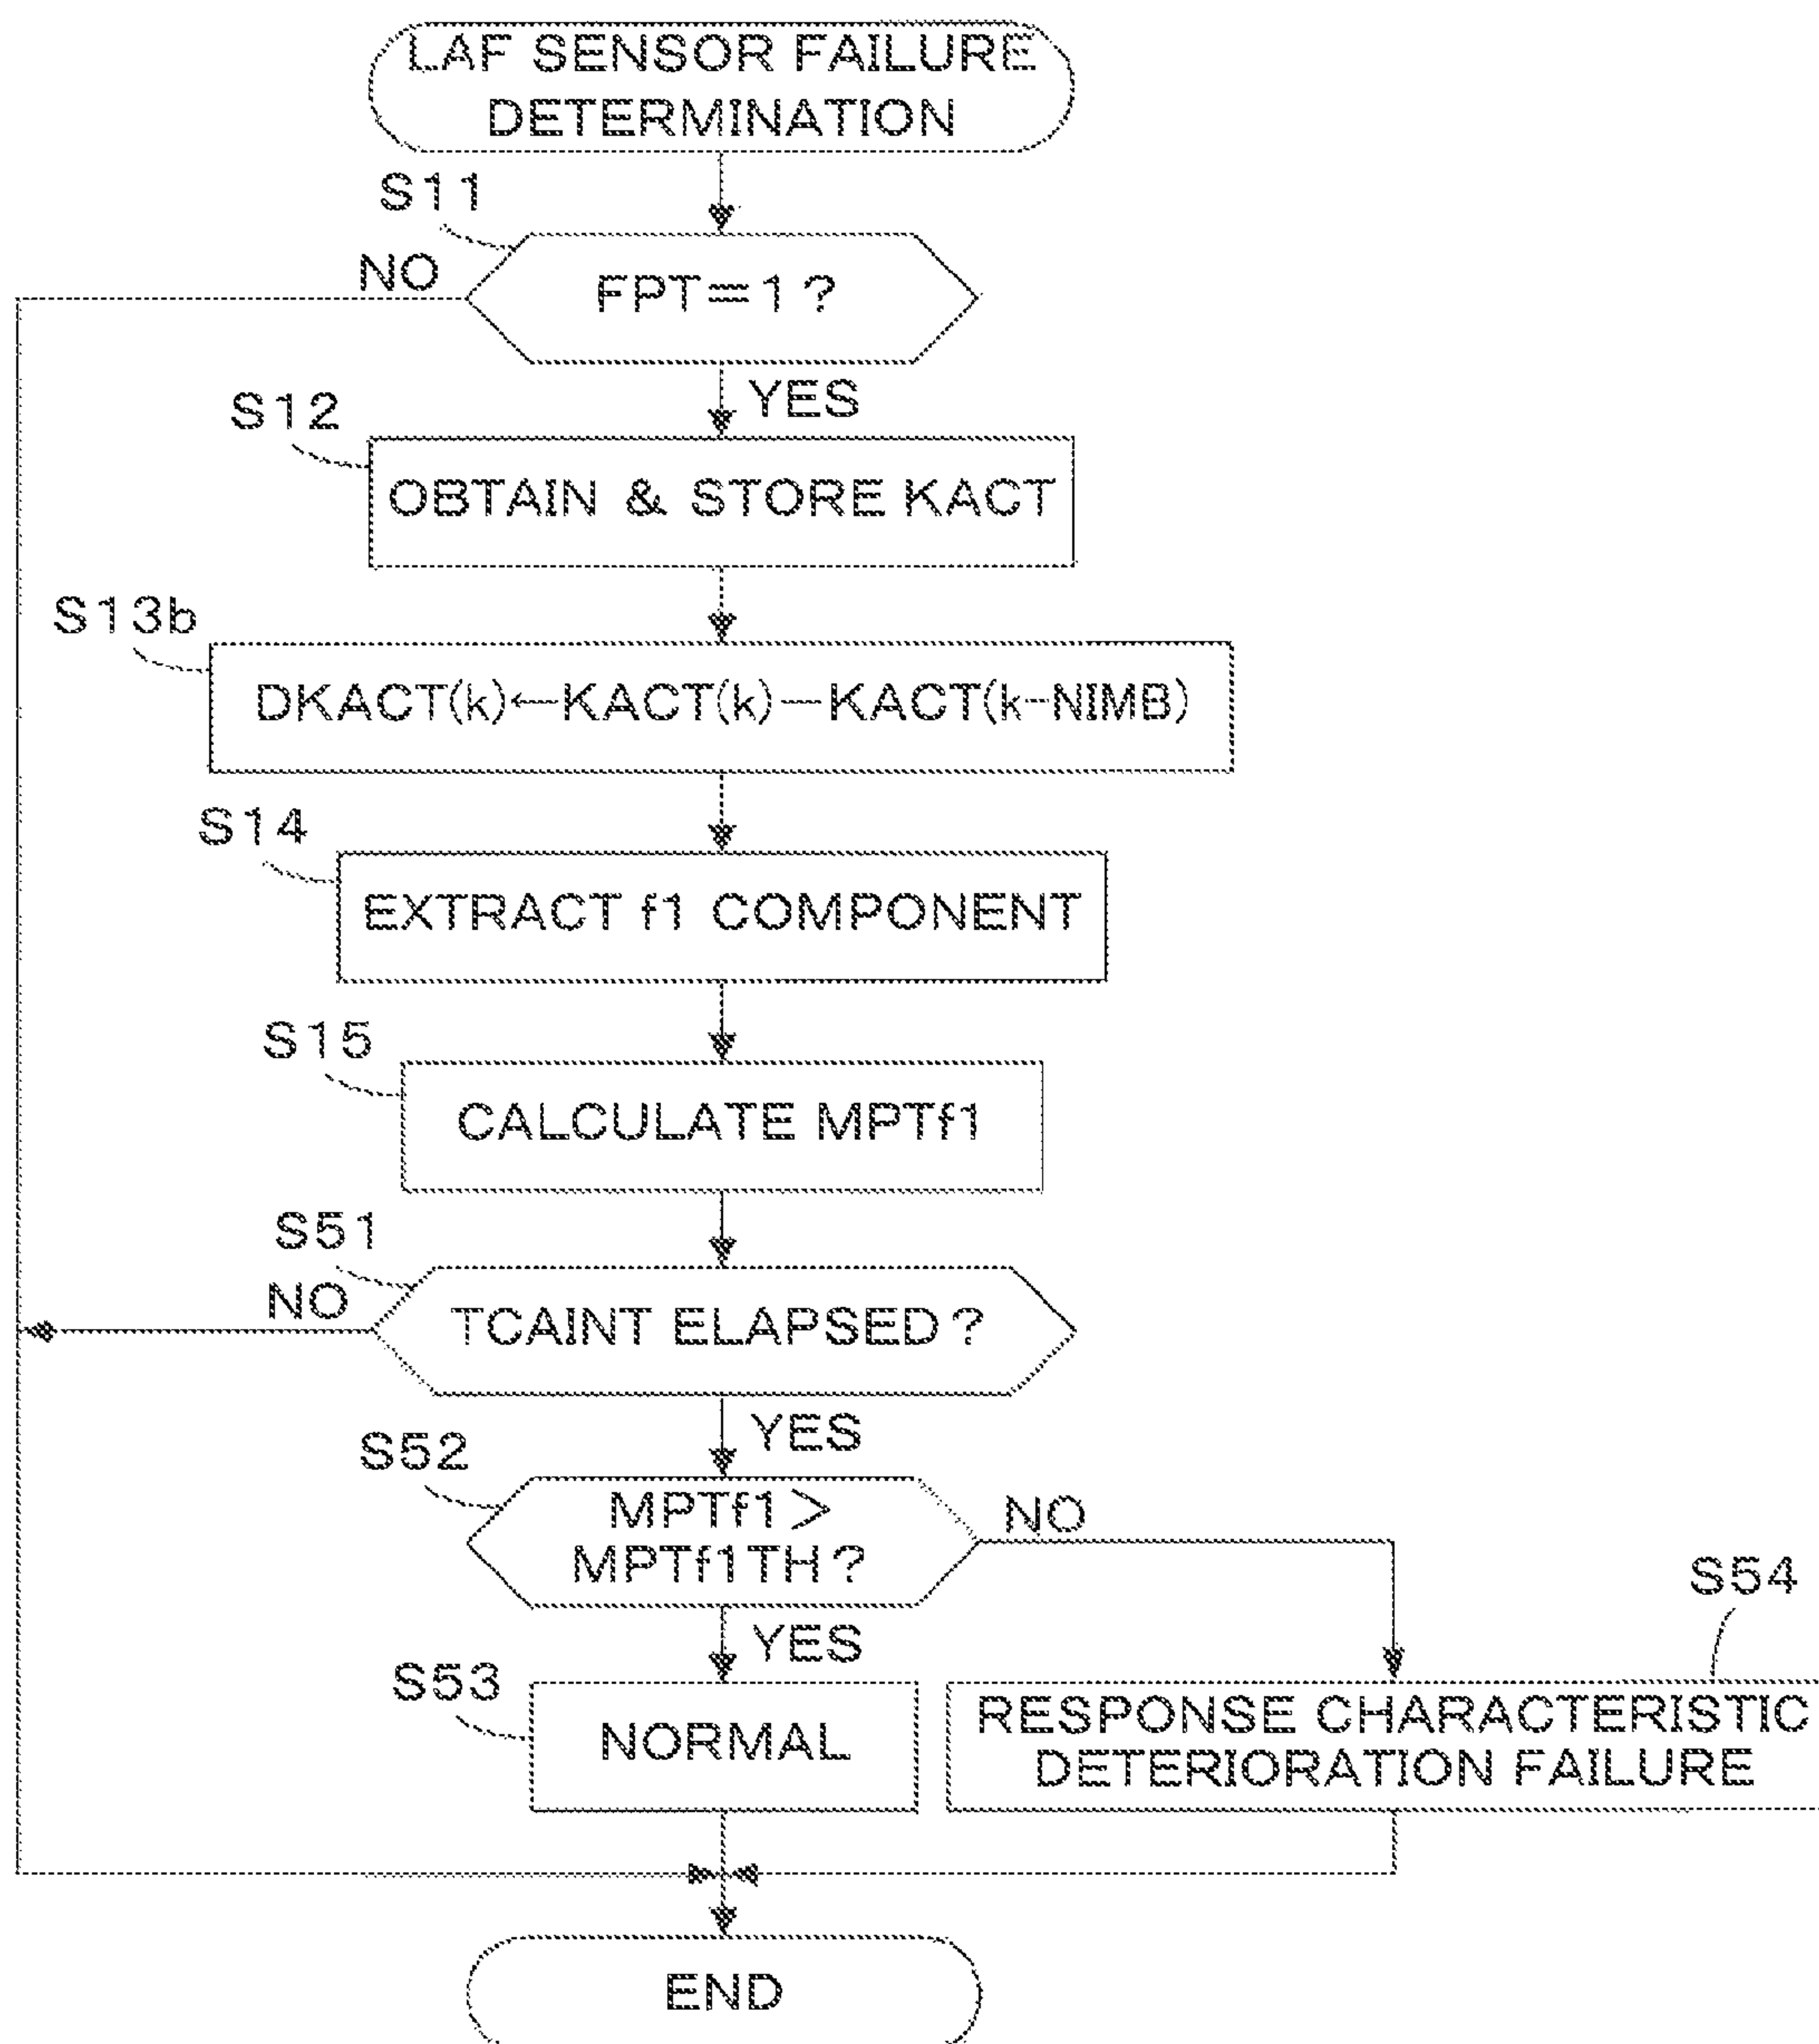 LAF SENSOR FAILURE
DETERMINATION
S11
NO
FPT=1?
YES
S12
OBTAIN & STORE KACT
S13b
DKACT(k)←KACT(k)-KACT(k-NIMB)
S14
EXTRACT f1 COMPONENT
S15
CALCULATE MPTf1
S51
NO
TCAINT ELAPSED?
YES
S52
MPTf1>
MPTf1TH?
NO
YES
S54
S53
NORMAL
RESPONSE CHARACTERISTIC
DETERIORATION FAILURE
END